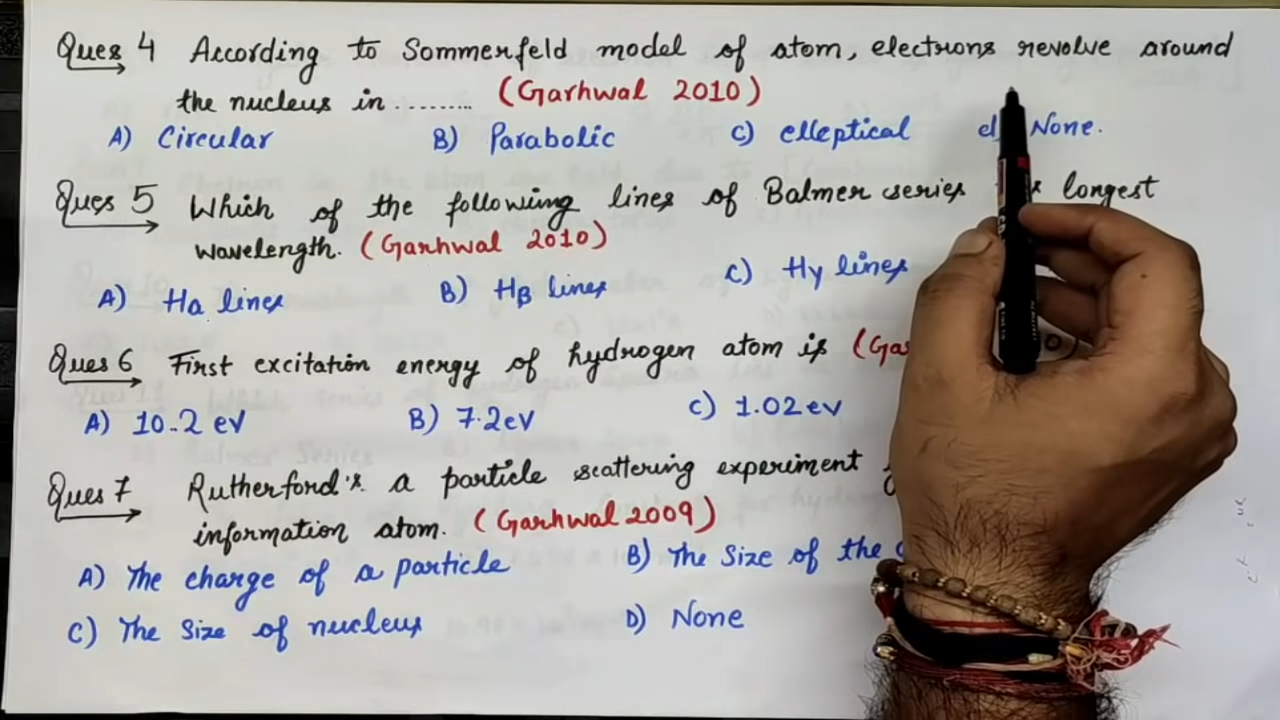 Ques 4 According to Sommerfeld model of atom, electrons revolve around
the nucleus in ......... (Garhwal 2010)
A) Circular B) Parabolic C) elleptical d) None.
Ques 5 Which of the following lines of Balmer series longest
wavelength. (Garhwal 2010)
A) Hα lines B) Hβ lines C) Hγ lines
Ques 6 First excitation energy of hydrogen atom is
A) 10.2 eV B) 7.2eV C) 1.02 eV
Ques 7 Rutherford's α particle scattering experiment
information atom. (Garhwal 2009)
A) The charge of α particle B) The Size of the
C) The Size of nucleus D) None